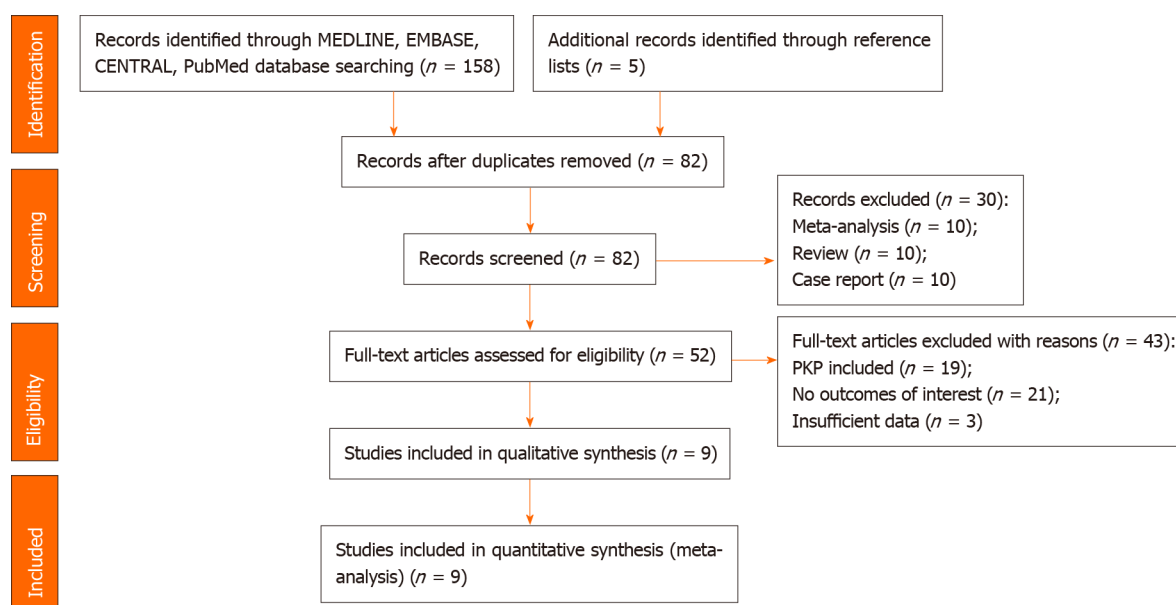 Identification
Records identified through MEDLINE, EMBASE,
CENTRAL, PubMed database searching (n = 158)
Additional records identified through reference
lists (n = 5)
Records after duplicates removed (n = 82)
Screening
Records screened (n = 82)
Records excluded (n = 30):
Meta-analysis (n = 10);
Review (n = 10);
Case report (n = 10)
Eligibility
Full-text articles assessed for eligibility (n = 52)
Full-text articles excluded with reasons (n = 43):
PKP included (n = 19);
No outcomes of interest (n = 21);
Insufficient data (n = 3)
Studies included in qualitative synthesis (n = 9)
Included
Studies included in quantitative synthesis (meta-
analysis) (n = 9)